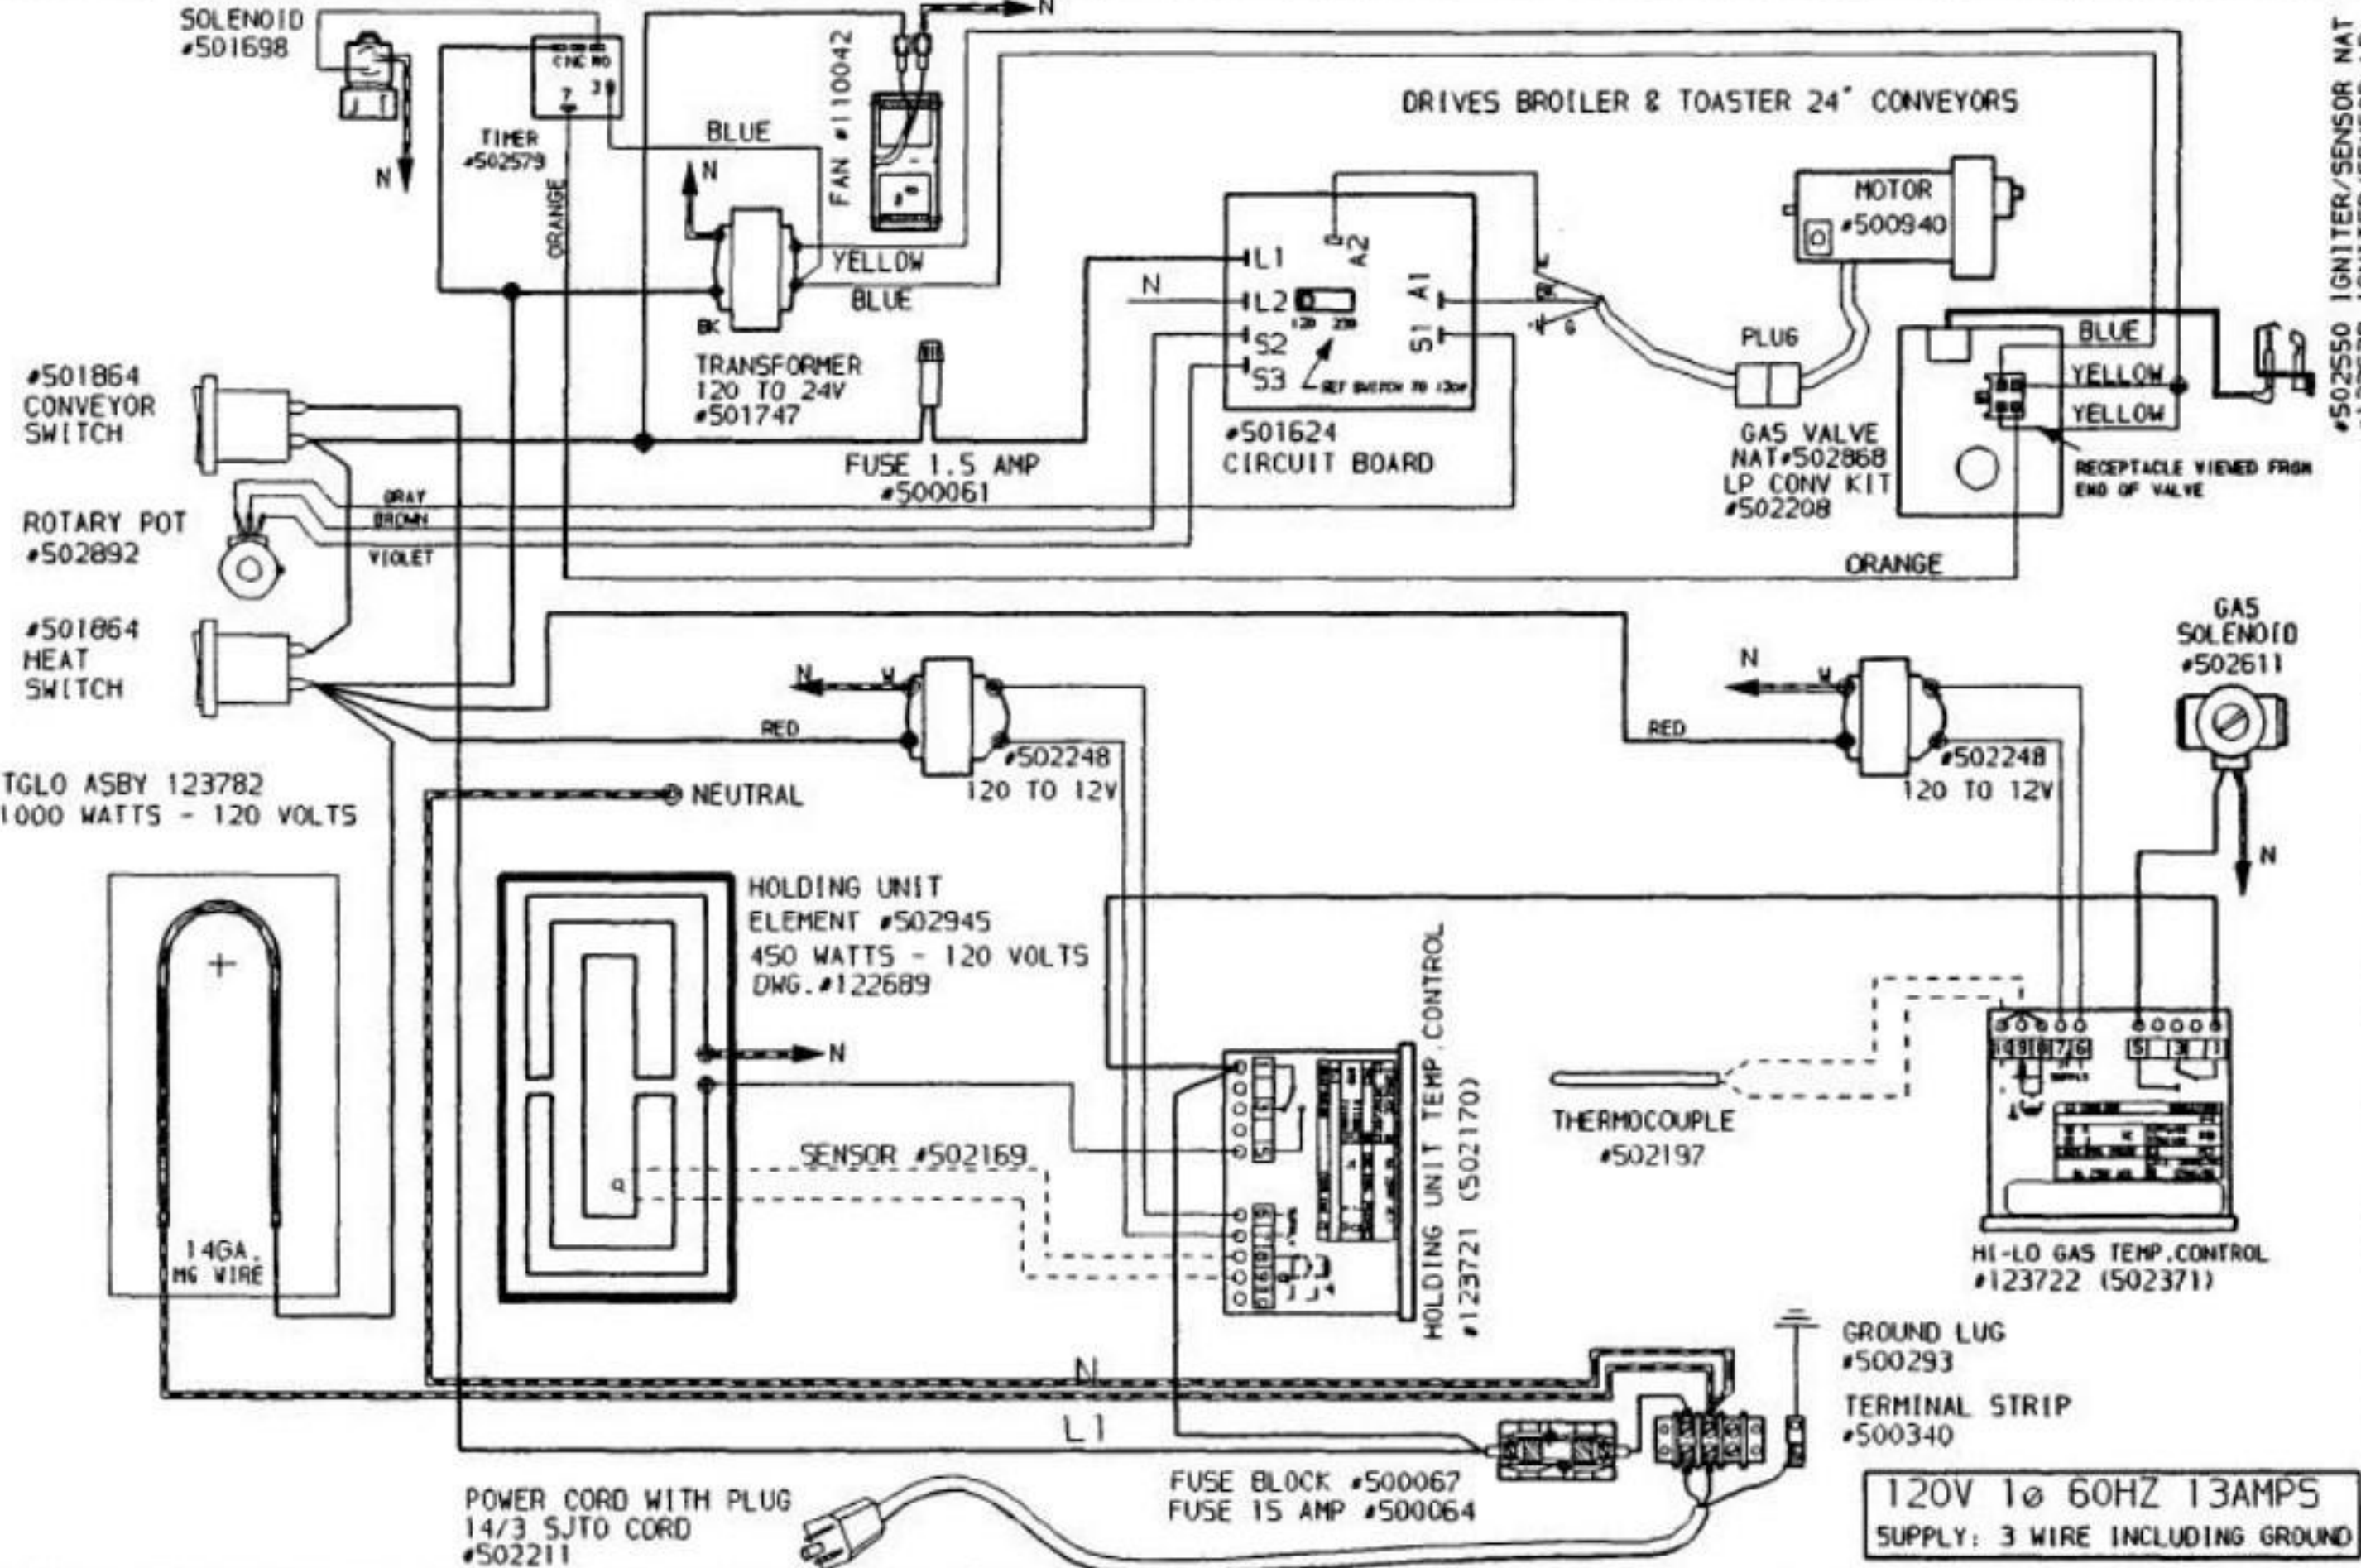 SOLENOID
#501698
N
C NC NO
7
3
TIMER
#502579
ORANGE
BLUE
N
FAN #110042
N
YELLOW
BLUE
BK
TRANSFORMER
120 TO 24V
#501747
DRIVES BROILER & TOASTER 24" CONVEYORS
MOTOR
#500940
L1
N
L2
S2
S3
A2
A1
S1
120 230
G
#501624
CIRCUIT BOARD
PLUG
BLUE
YELLOW
YELLOW
GAS VALVE
NAT#502868
LP CONV KIT
#502208
RECEPTACLE VIEWED FROM
END OF VALVE
#502550 IGNITER/SENSOR NAT
#501864
CONVEYOR
SWITCH
FUSE 1.5 AMP
#500061
ROTARY POT
#502892
GRAY
BROWN
VIOLET
ORANGE
#501864
HEAT
SWITCH
N
W
RED
#502248
120 TO 12V
N
W
RED
#502248
120 TO 12V
GAS
SOLENOID
#502611
N
TGLO ASBY 123782
1000 WATTS - 120 VOLTS
NEUTRAL
14GA.
MG WIRE
HOLDING UNIT
ELEMENT #502945
450 WATTS - 120 VOLTS
DWG.#122689
N
SENSOR #502169
HOLDING UNIT TEMP.CONTROL
#123721 (502170)
THERMOCOUPLE
#502197
SUPPLY
HI-LO GAS TEMP.CONTROL
#123722 (502371)
N
L1
GROUND LUG
#500293
TERMINAL STRIP
#500340
POWER CORD WITH PLUG
14/3 SJTO CORD
#502211
FUSE BLOCK #500067
FUSE 15 AMP #500064
120V 1ø 60HZ 13AMPS
SUPPLY: 3 WIRE INCLUDING GROUND